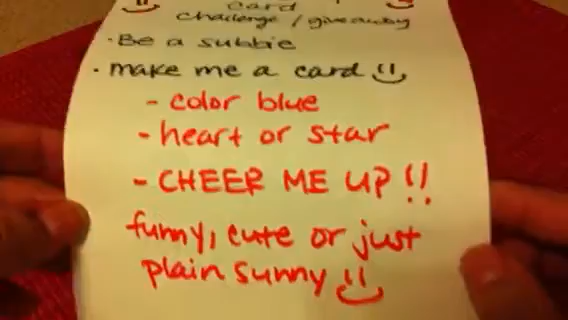 card
challenge / giveaway
· Be a subbie
· make me a card
- color blue
- heart or star
- CHEER ME UP !!
funny, cute or just
plain sunny